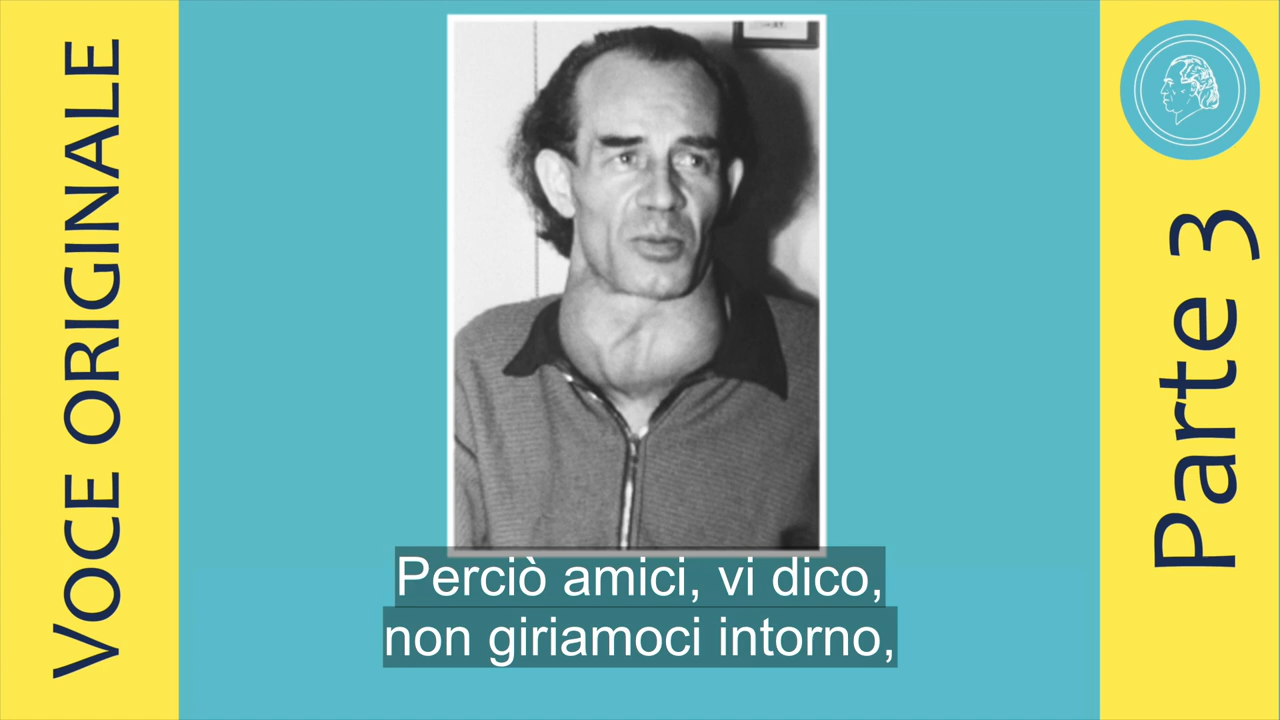 VOCE ORIGINALE
Parte 3
Perciò amici, vi dico,
non giriamoci intorno,